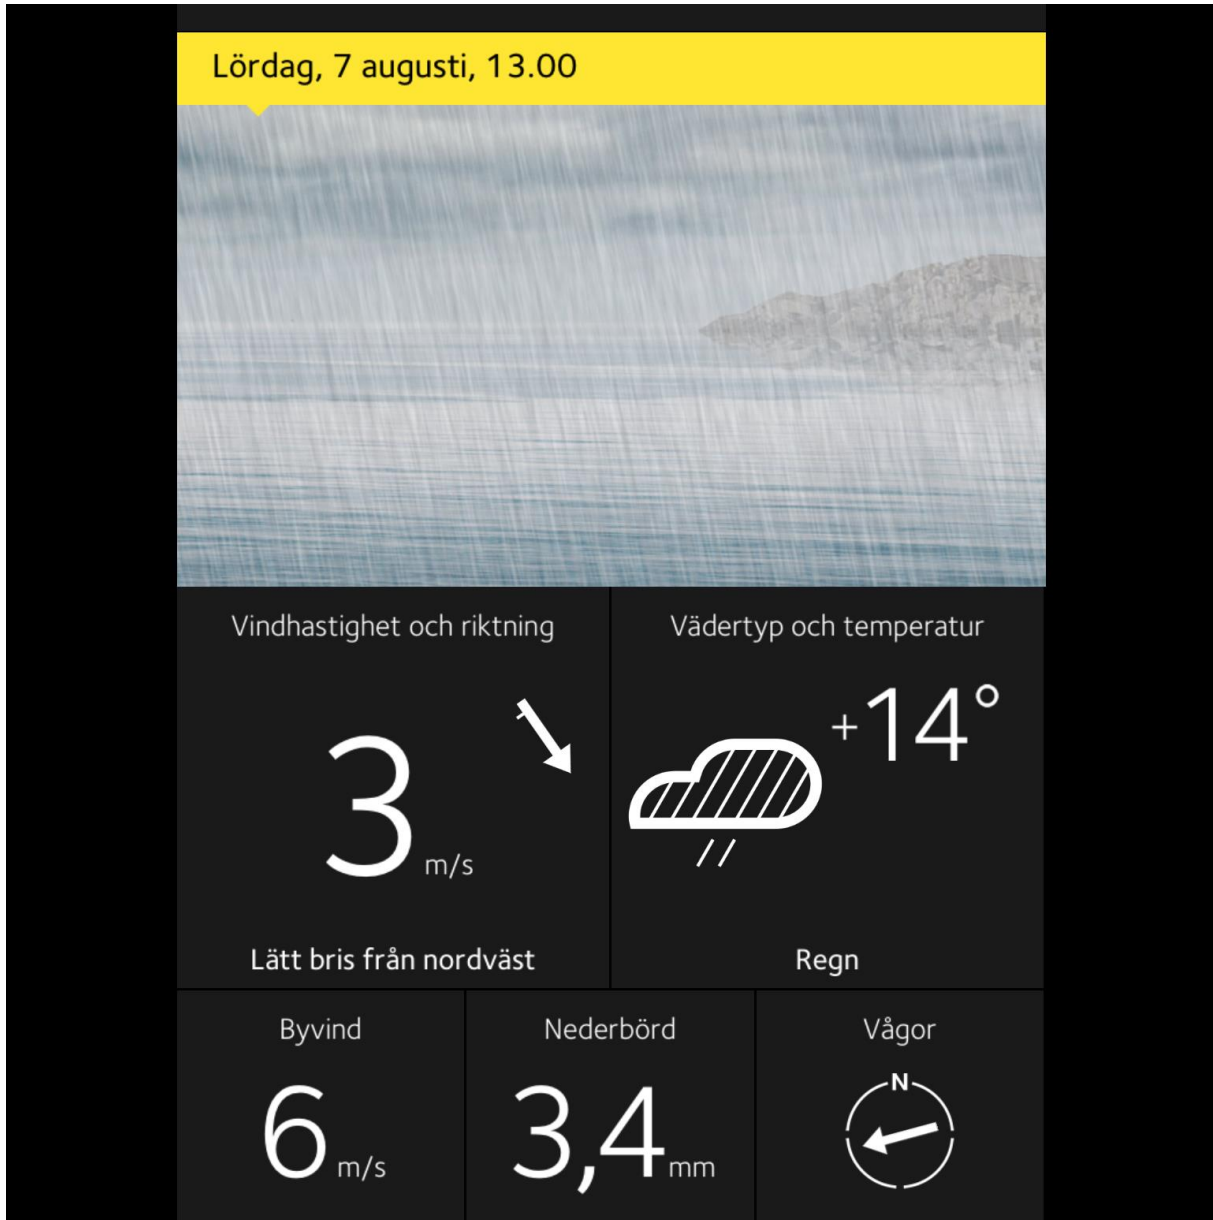 Lördag, 7 augusti, 13.00
Vindhastighet och riktning
3 m/s
Lätt bris från nordväst
Vädertyp och temperatur
+14°
Regn
Byvind
6 m/s
Nederbörd
3,4 mm
Vågor
N